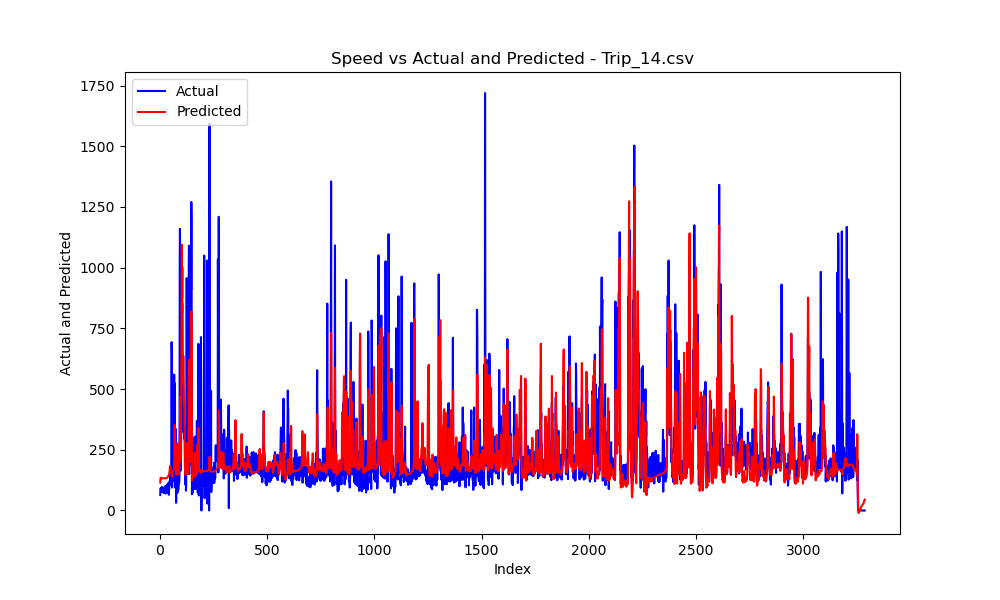 Speed vs Actual and Predicted - Trip_14.csv
Actual
Predicted
1750
1500
1250
1000
750
500
250
0
Actual and Predicted
0 500 1000 1500 2000 2500 3000
Index